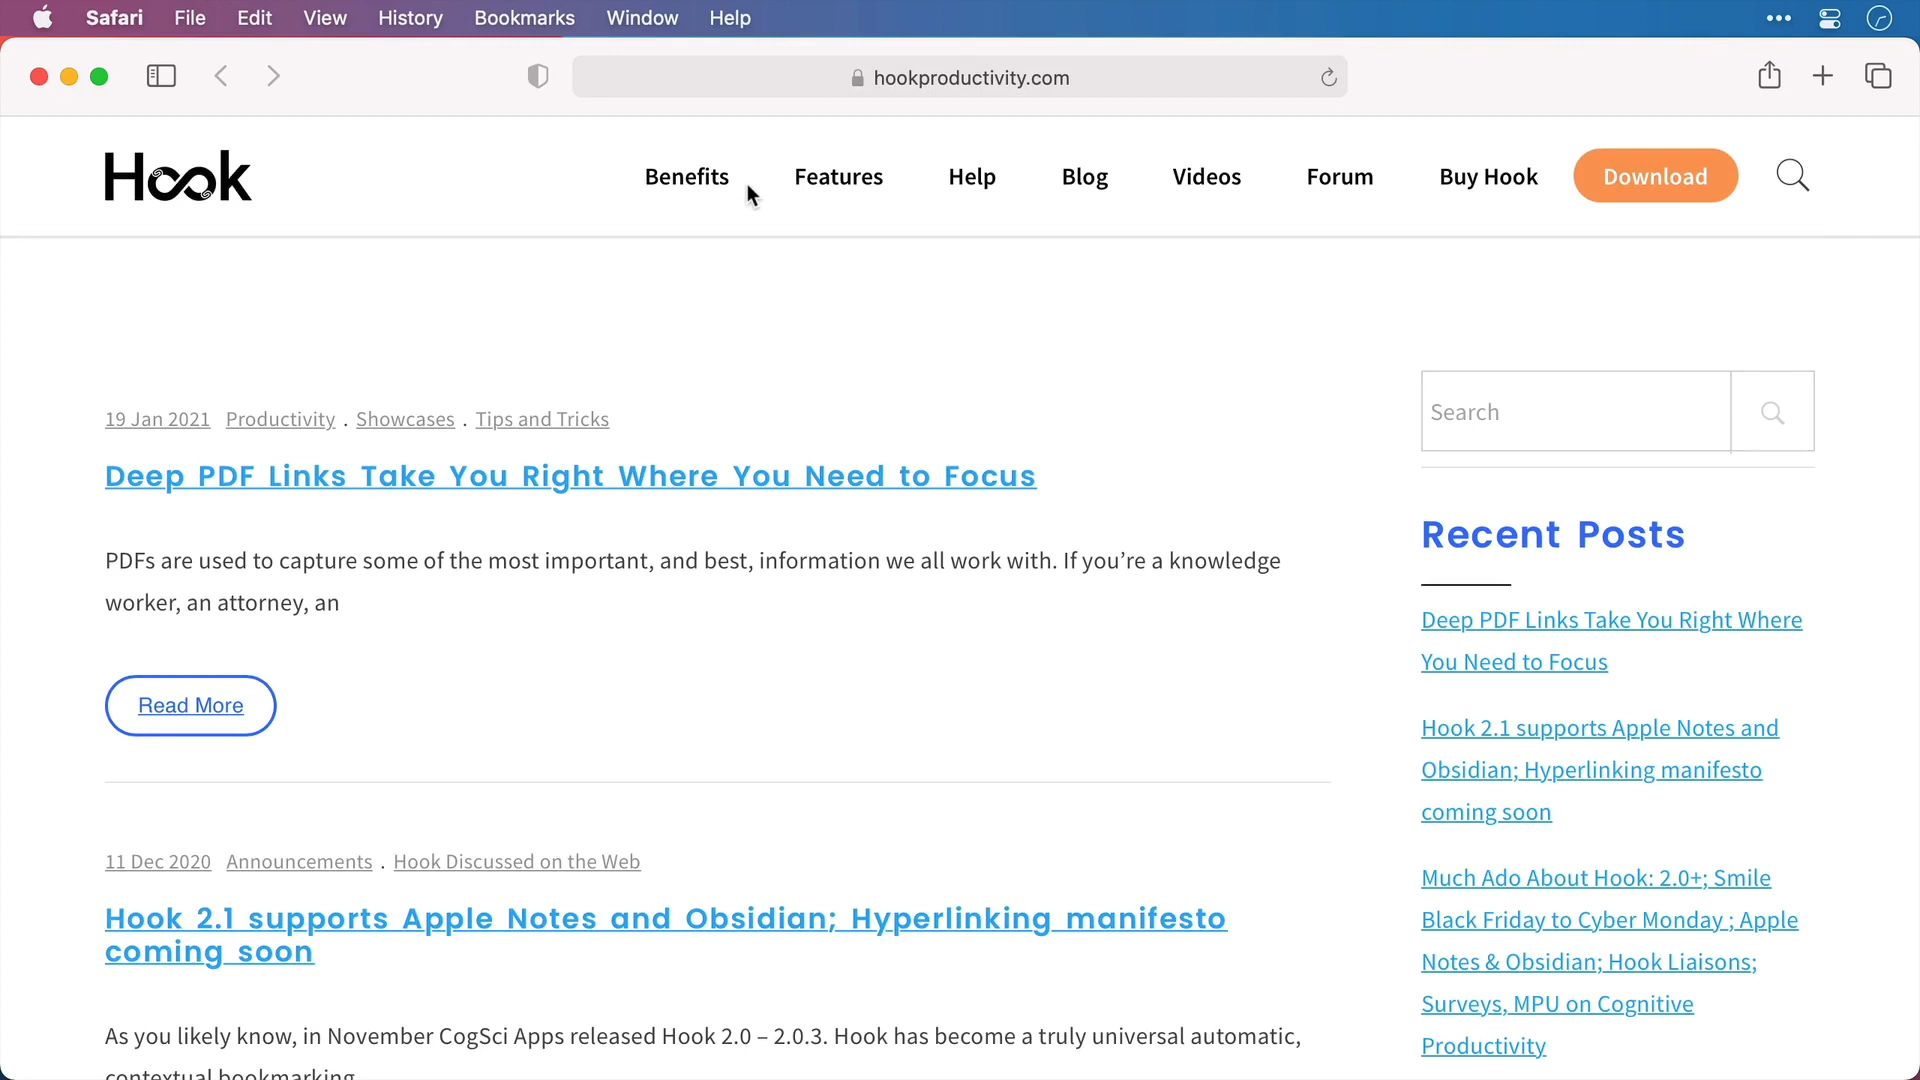 Safari File Edit View History Bookmarks Window Help
hookproductivity.com
Hook
Benefits Features Help Blog Videos Forum Buy Hook Download
19 Jan 2021 Productivity . Showcases . Tips and Tricks
Deep PDF Links Take You Right Where You Need to Focus
PDFs are used to capture some of the most important, and best, information we all work with. If you’re a knowledge
worker, an attorney, an
Read More
11 Dec 2020 Announcements . Hook Discussed on the Web
Hook 2.1 supports Apple Notes and Obsidian; Hyperlinking manifesto
coming soon
As you likely know, in November CogSci Apps released Hook 2.0 – 2.0.3. Hook has become a truly universal automatic,
contextual bookmarking
Search
Recent Posts
Deep PDF Links Take You Right Where
You Need to Focus
Hook 2.1 supports Apple Notes and
Obsidian; Hyperlinking manifesto
coming soon
Much Ado About Hook: 2.0+; Smile
Black Friday to Cyber Monday ; Apple
Notes & Obsidian; Hook Liaisons;
Surveys, MPU on Cognitive
Productivity